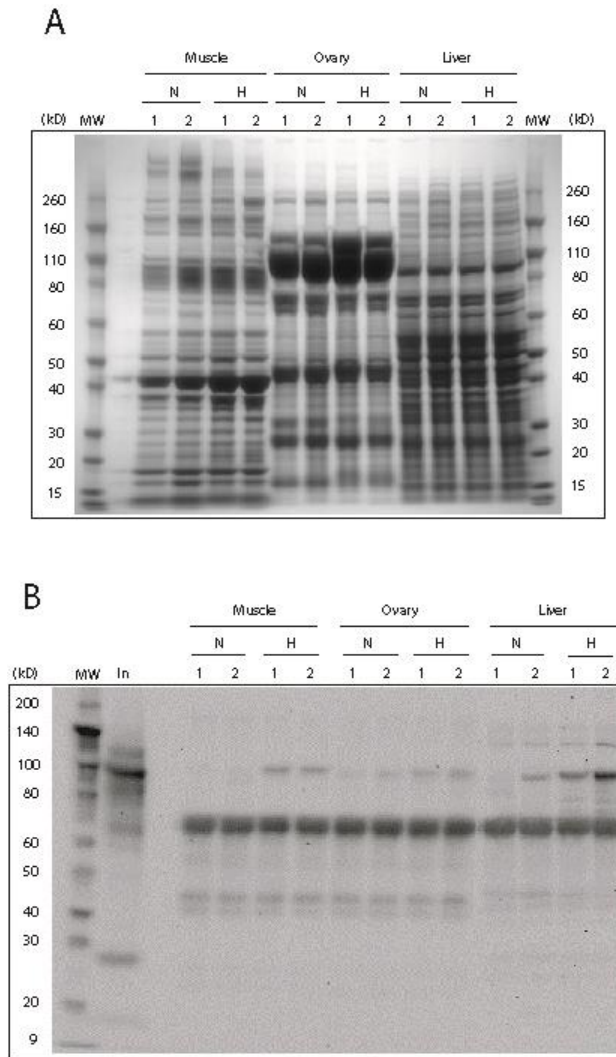 A
Muscle Ovary Liver
N H N H N H
(kD) MW 1 2 1 2 1 2 1 2 1 2 1 2 MW (kD)
260 260
160 160
110 110
80 80
60 60
50 50
40 40
30 30
20 20
15 15
B
Muscle Ovary Liver
N H N H N H
(kD) MW In 1 2 1 2 1 2 1 2 1 2 1 2
200
140
100
80
60
50
40
30
20
9